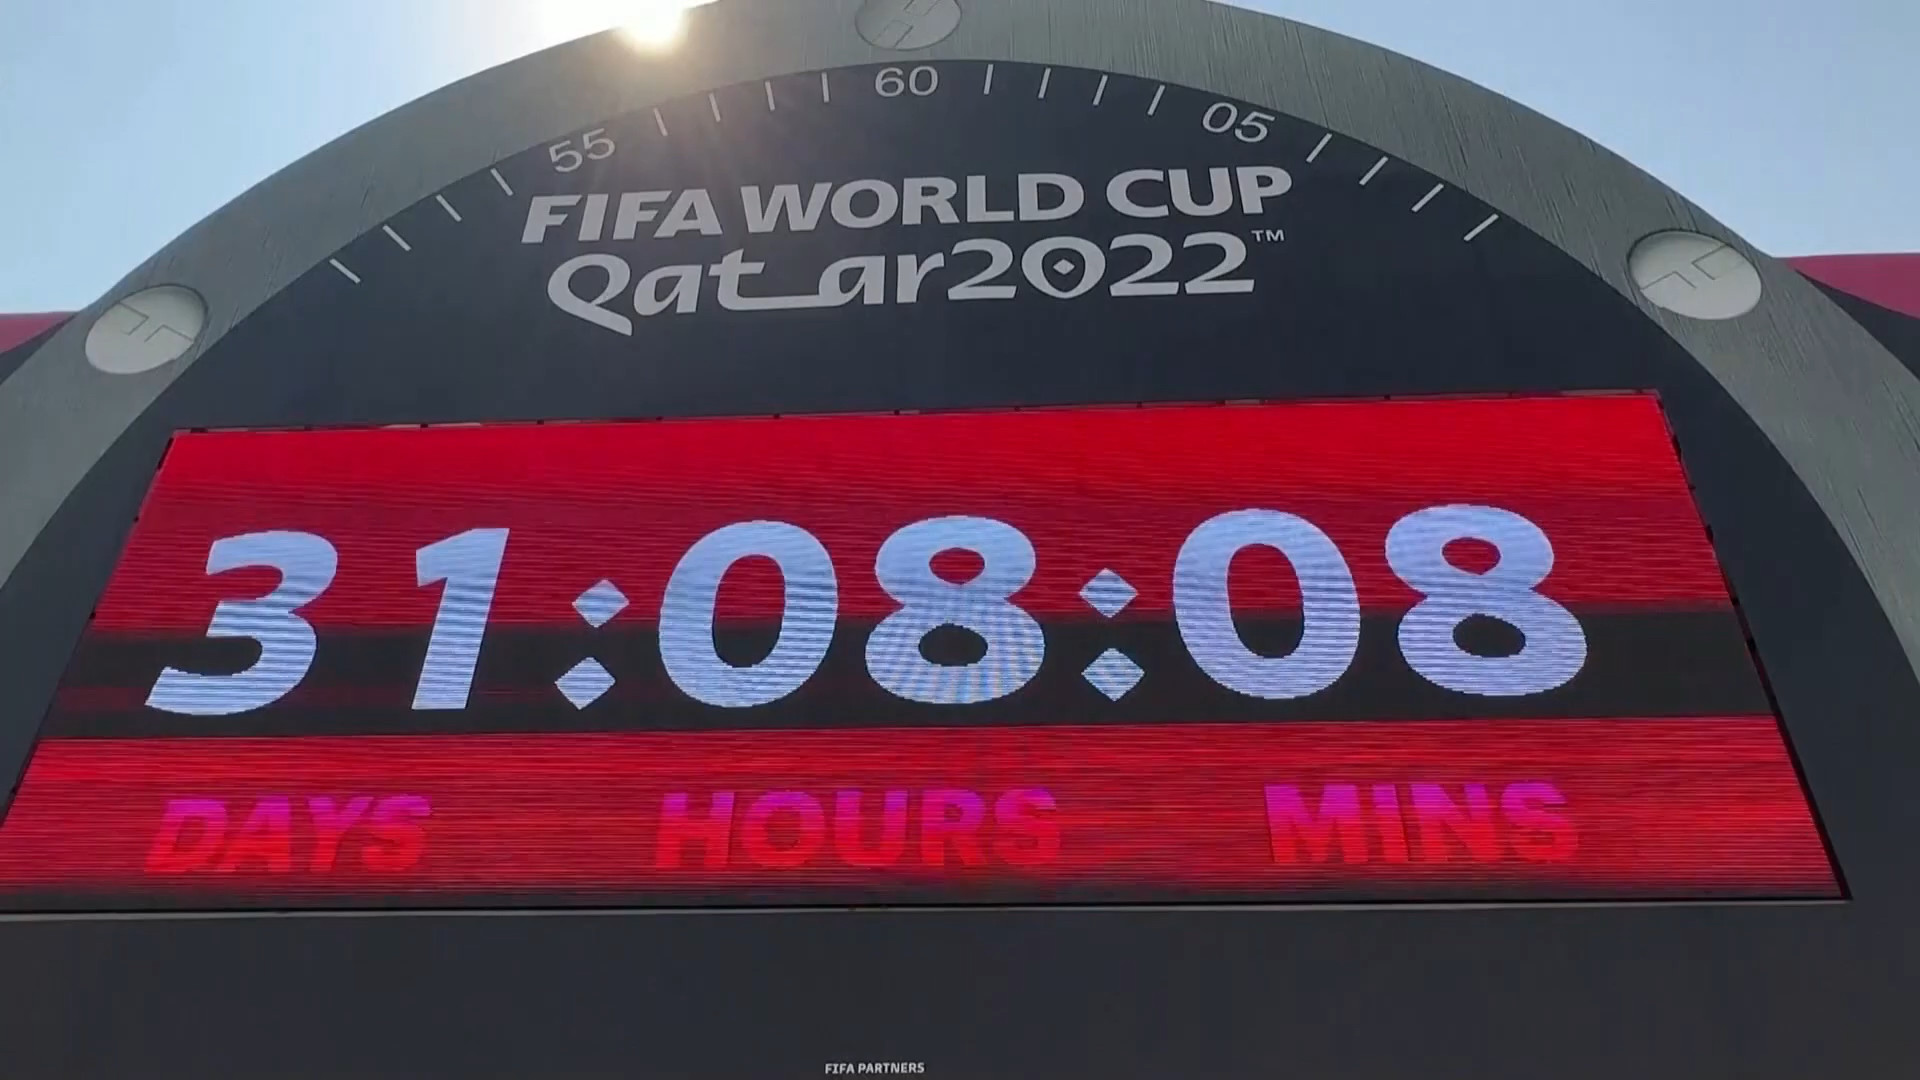 60
55
05
FIFA WORLD CUP
Qatar2022™
31:08:08
DAYS HOURS MINS
FIFA PARTNERS